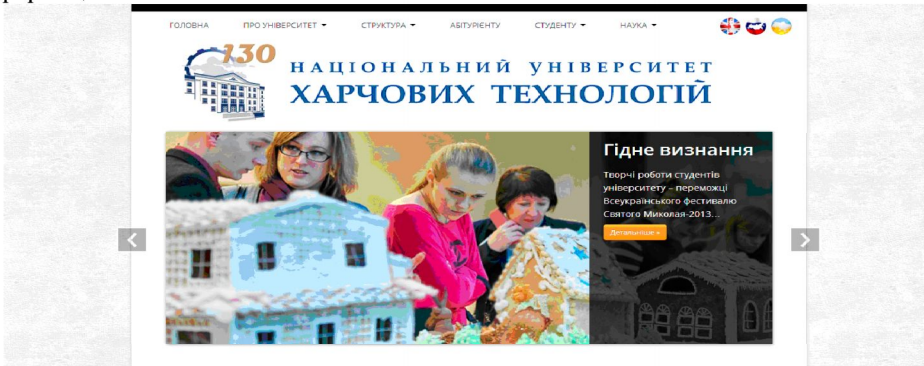 ГОЛОВНА ПРО УНІВЕРСИТЕТ СТРУКТУРА АБІТУРІЄНТУ СТУДЕНТУ НАУКА
130
НАЦІОНАЛЬНИЙ УНІВЕРСИТЕТ
ХАРЧОВИХ ТЕХНОЛОГІЙ
Гідне визнання
Творчі роботи студентів
університету – переможці
Всеукраїнського фестивалю
Святого Миколая-2013...
Детальніше »